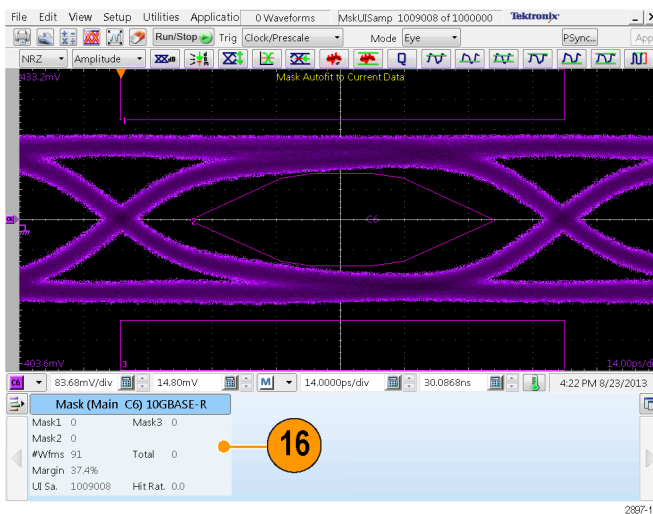 File Edit View Setup Utilities Applicatio 0 Waveforms MskUISamp 1009008 of 1000000 Tektronix
Run/Stop Trig Clock/Prescale Mode Eye PSync... App
NRZ Amplitude
433.2mV Mask Autofit to Current Data
1
2 C6
-403.6mV 3 14.00ps/d
C6 83.68mV/div 14.80mV M 14.0000ps/div 30.0868ns 4:22 PM 8/23/2013
Mask (Main C6) 10GBASE-R
Mask1 0 Mask3 0
Mask2 0
#Wfms 91 Total 0
Margin 37.4%
UI Sa. 1009008 Hit Rat. 0.0
16
2897-1